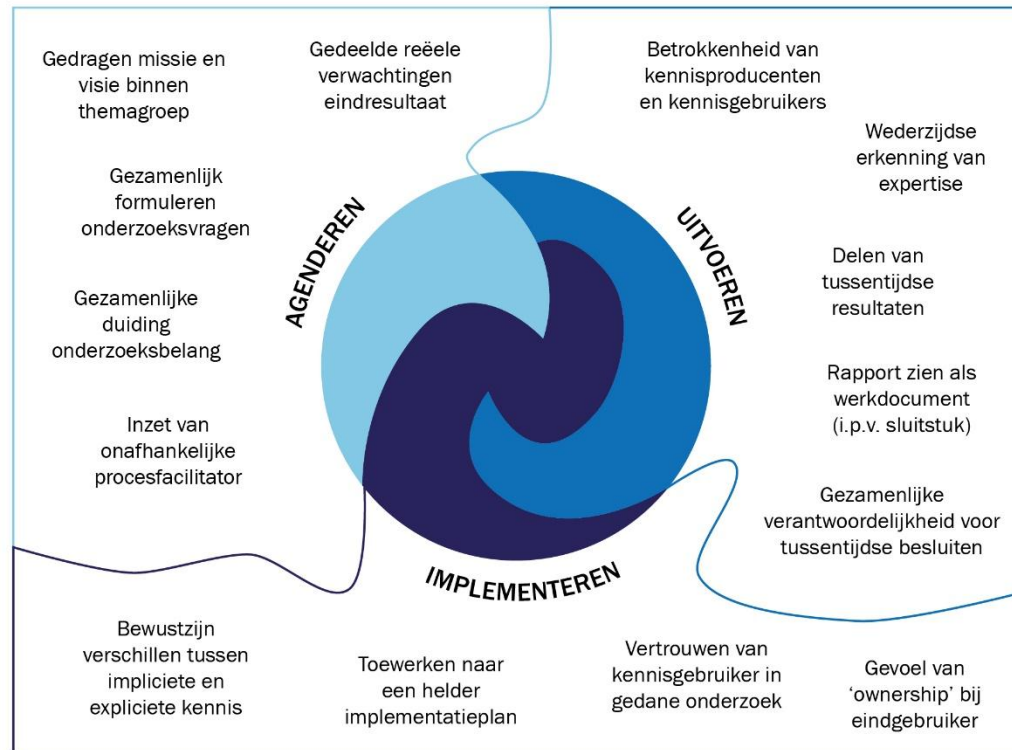 Gedragen missie en
visie binnen
themagroep
Gedeelde reëele
verwachtingen
eindresultaat
Gezamenlijk
formuleren
onderzoeksvragen
Gezamenlijke
duiding
onderzoeksbelang
Inzet van
onafhankelijke
procesfacilitator
AGENDEREN
Betrokkenheid van
kennisproducenten
en kennisgebruikers
Wederzijdse
erkenning van
expertise
UITVOEREN
Delen van
tussentijdse
resultaten
Rapport zien als
werkdocument
(i.p.v. sluitstuk)
Gezamenlijke
verantwoordelijkheid voor
tussentijdse besluiten
IMPLEMENTEREN
Bewustzijn
verschillen tussen
impliciete en
expliciete kennis
Toewerken naar
een helder
implementatieplan
Vertrouwen van
kennisgebruiker in
gedane onderzoek
Gevoel van
‘ownership’ bij
eindgebruiker